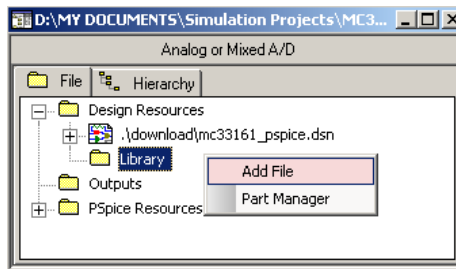 D:\MY DOCUMENTS\Simulation Projects\MC3...
Analog or Mixed A/D
File Hierarchy
Design Resources
.\download\mc33161_pspice.dsn
Library
Add File
Outputs
Part Manager
PSpice Resources